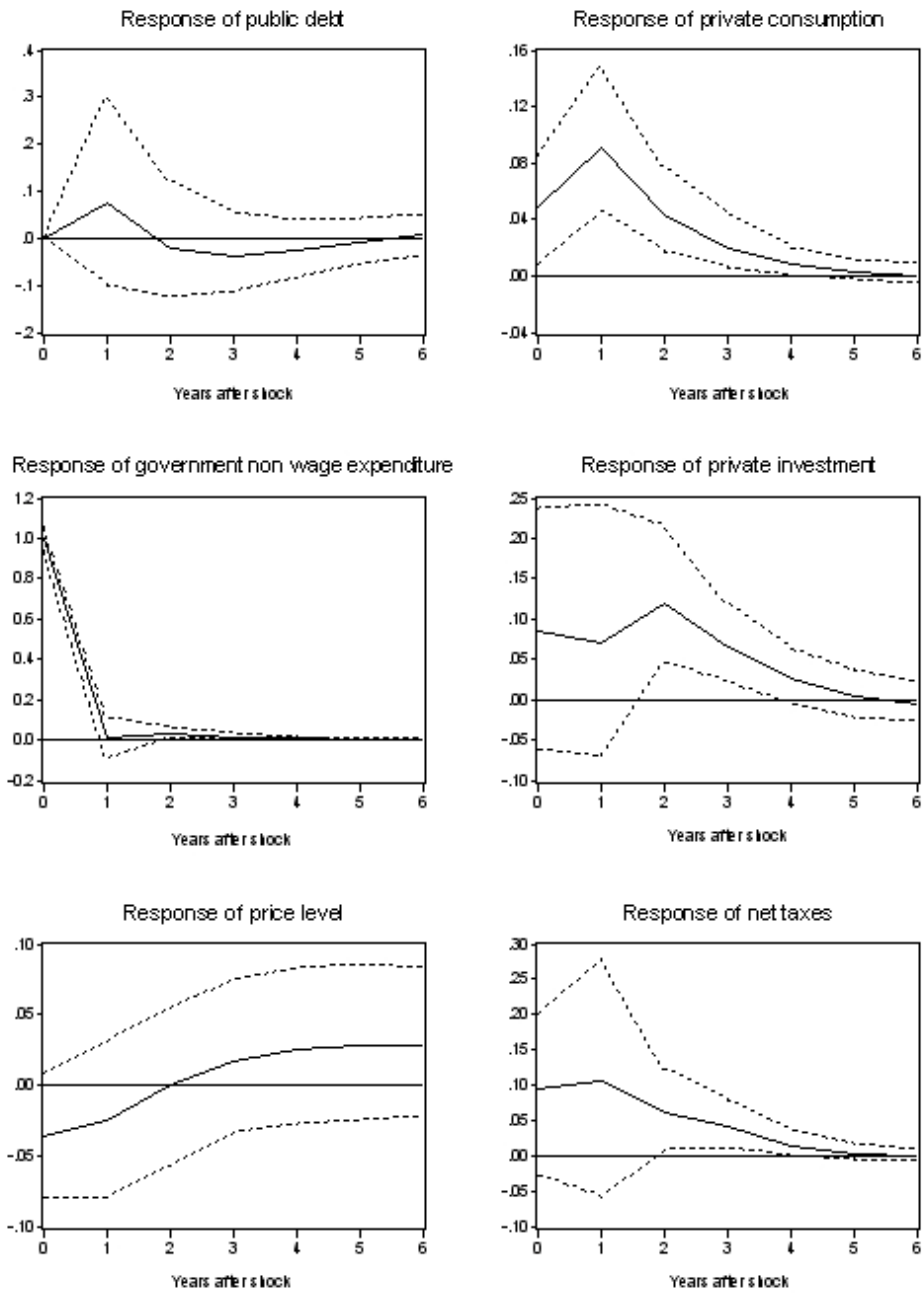 Response of public debt
.4
.3
.2
.1
.0
-.1
-.2
0 1 2 3 4 5 6
Years after shock
Response of private consumption
.16
.12
.08
.04
.00
-.04
0 1 2 3 4 5 6
Years after shock
Response of government non wage expenditure
1.2
1.0
0.8
0.6
0.4
0.2
0.0
-0.2
0 1 2 3 4 5 6
Years after shock
Response of private investment
.25
.20
.15
.10
.05
.00
-.05
-.10
0 1 2 3 4 5 6
Years after shock
Response of price level
.10
.05
.00
-.05
-.10
0 1 2 3 4 5 6
Years after shock
Response of net taxes
.30
.25
.20
.15
.10
.05
.00
-.05
-.10
0 1 2 3 4 5 6
Years after shock